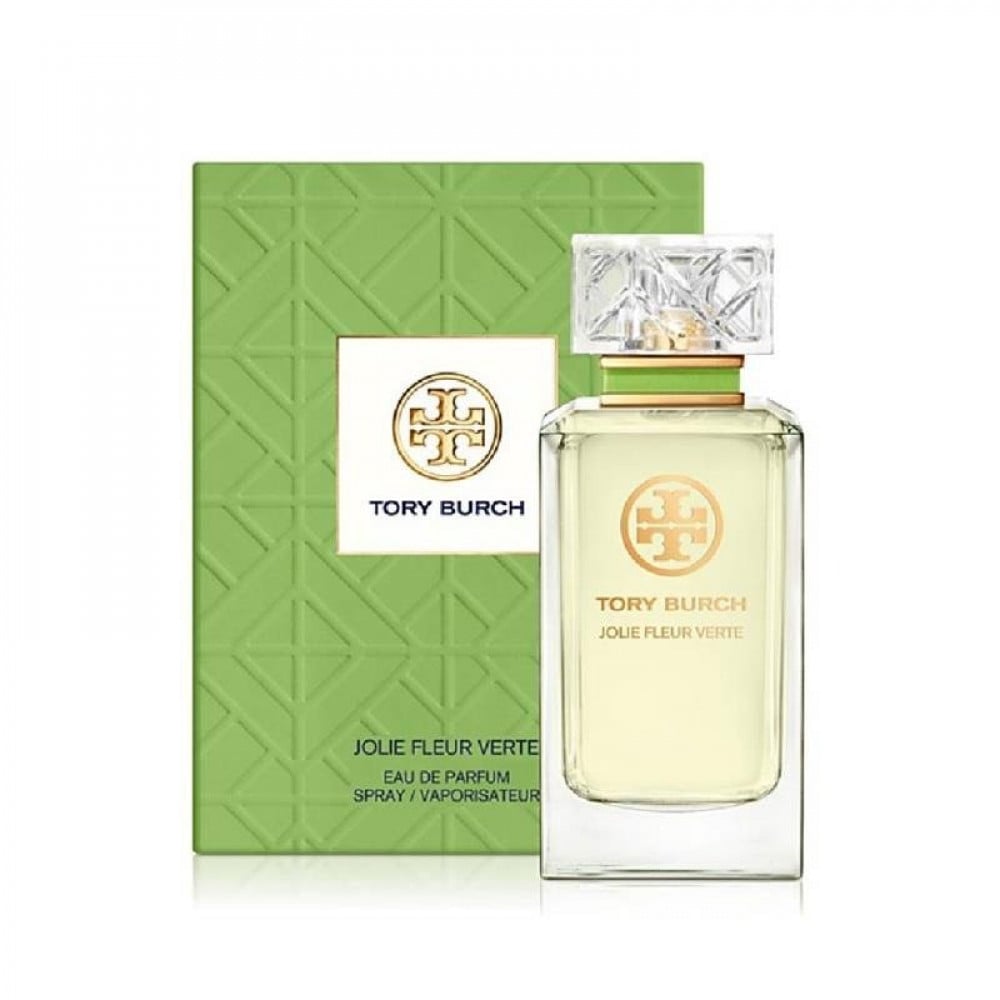 TORY BURCH
JOLIE FLEUR VERTE
EAU DE PARFUM
SPRAY / VAPORISATEUR
TORY BURCH
JOLIE FLEUR VERTE